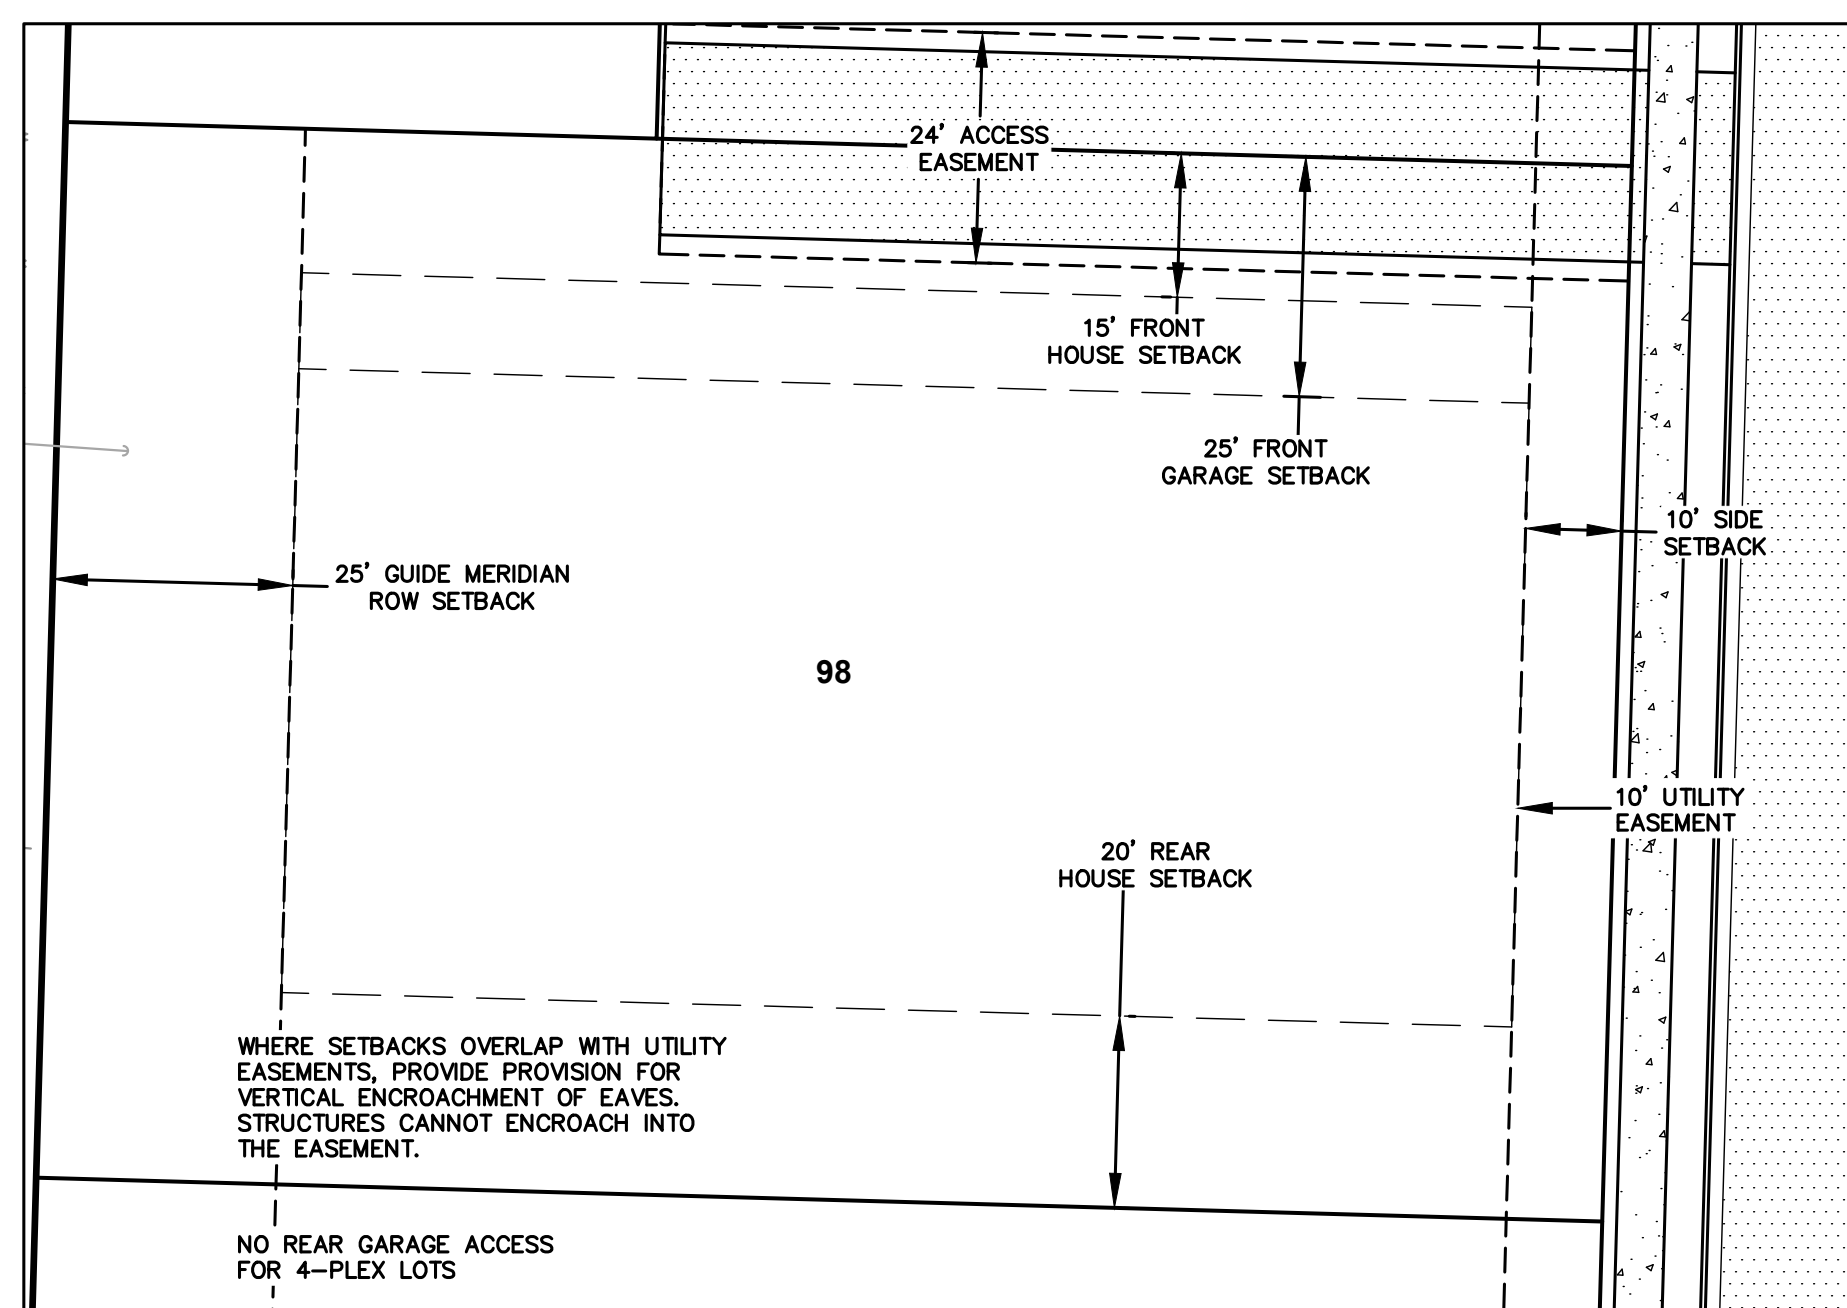 24' ACCESS
EASEMENT
15' FRONT
HOUSE SETBACK
25' FRONT
GARAGE SETBACK
10' SIDE
SETBACK
25' GUIDE MERIDIAN
ROW SETBACK
98
10' UTILITY
EASEMENT
20' REAR
HOUSE SETBACK
WHERE SETBACKS OVERLAP WITH UTILITY
EASEMENTS, PROVIDE PROVISION FOR
VERTICAL ENCROACHMENT OF EAVES.
STRUCTURES CANNOT ENCROACH INTO
THE EASEMENT.
NO REAR GARAGE ACCESS
FOR 4-PLEX LOTS